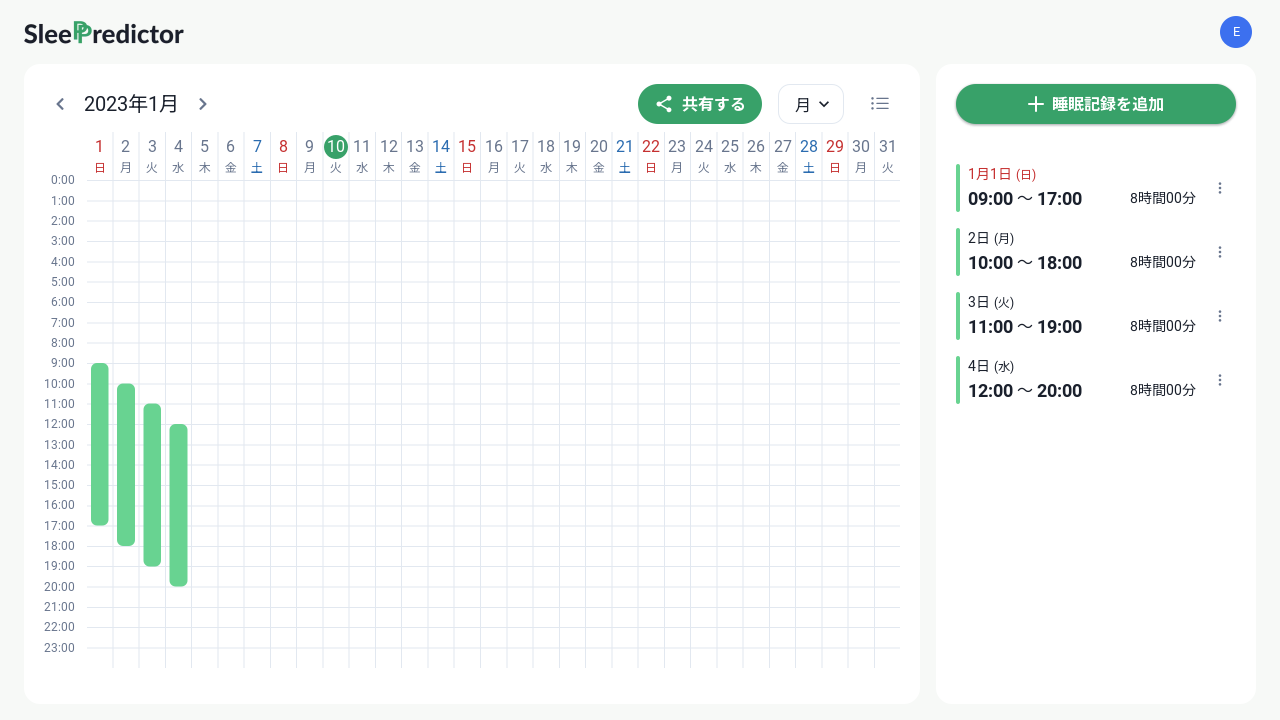 SleePredictor
E
2023年1月
共有する
月
1 2 3 4 5 6 7 8 9 10 11 12 13 14 15 16 17 18 19 20 21 22 23 24 25 26 27 28 29 30 31
日 月 火 水 木 金 土 日 月 火 水 木 金 土 日 月 火 水 木 金 土 日 月 火 水 木 金 土 日 月 火
0:00
1:00
2:00
3:00
4:00
5:00
6:00
7:00
8:00
9:00
10:00
11:00
12:00
13:00
14:00
15:00
16:00
17:00
18:00
19:00
20:00
21:00
22:00
23:00
睡眠記録を追加
1月1日 (日)
09:00 〜 17:00 8時間00分
2日 (月)
10:00 〜 18:00 8時間00分
3日 (火)
11:00 〜 19:00 8時間00分
4日 (水)
12:00 〜 20:00 8時間00分